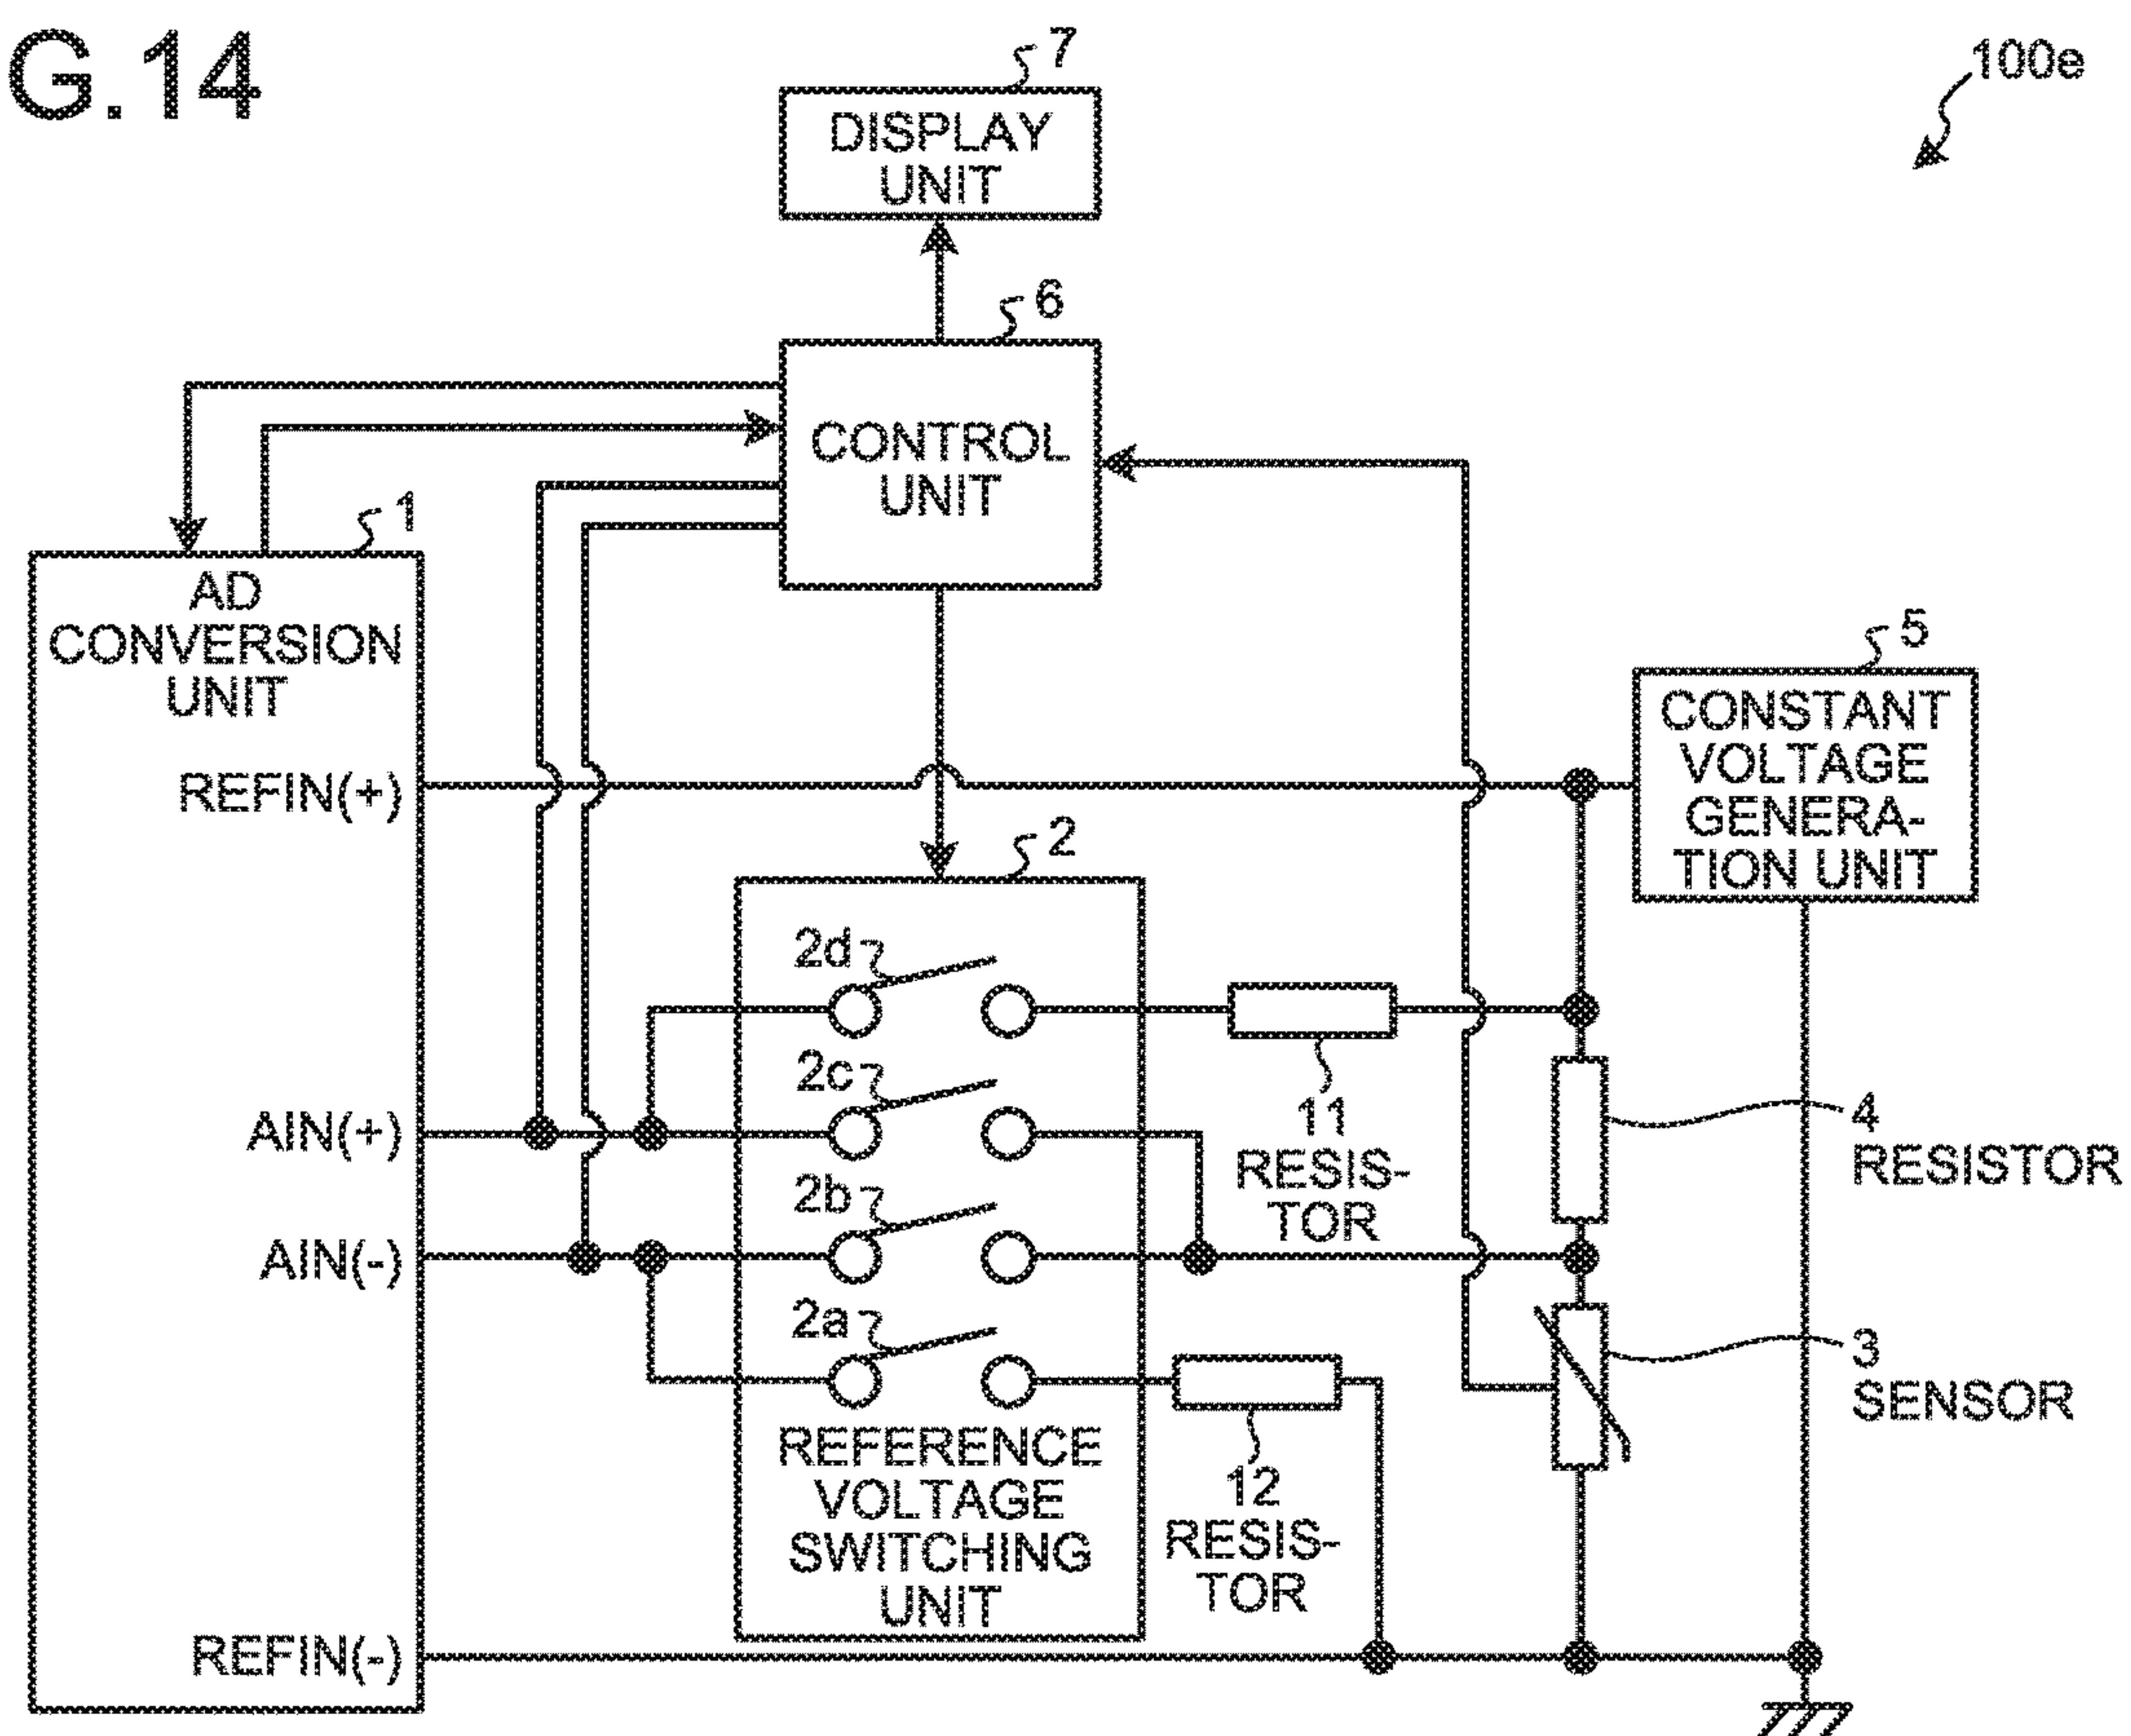 G.14
100e
7
DISPLAY
UNIT
6
CONTROL
UNIT
1
AD
CONVERSION
UNIT
REFIN(+)
AIN(+)
AIN(-)
REFIN(-)
5
CONSTANT
VOLTAGE
GENERA-
TION UNIT
2
2d
2c
2b
2a
REFERENCE
VOLTAGE
SWITCHING
UNIT
11
RESIS-
TOR
12
RESIS-
TOR
4
RESISTOR
3
SENSOR